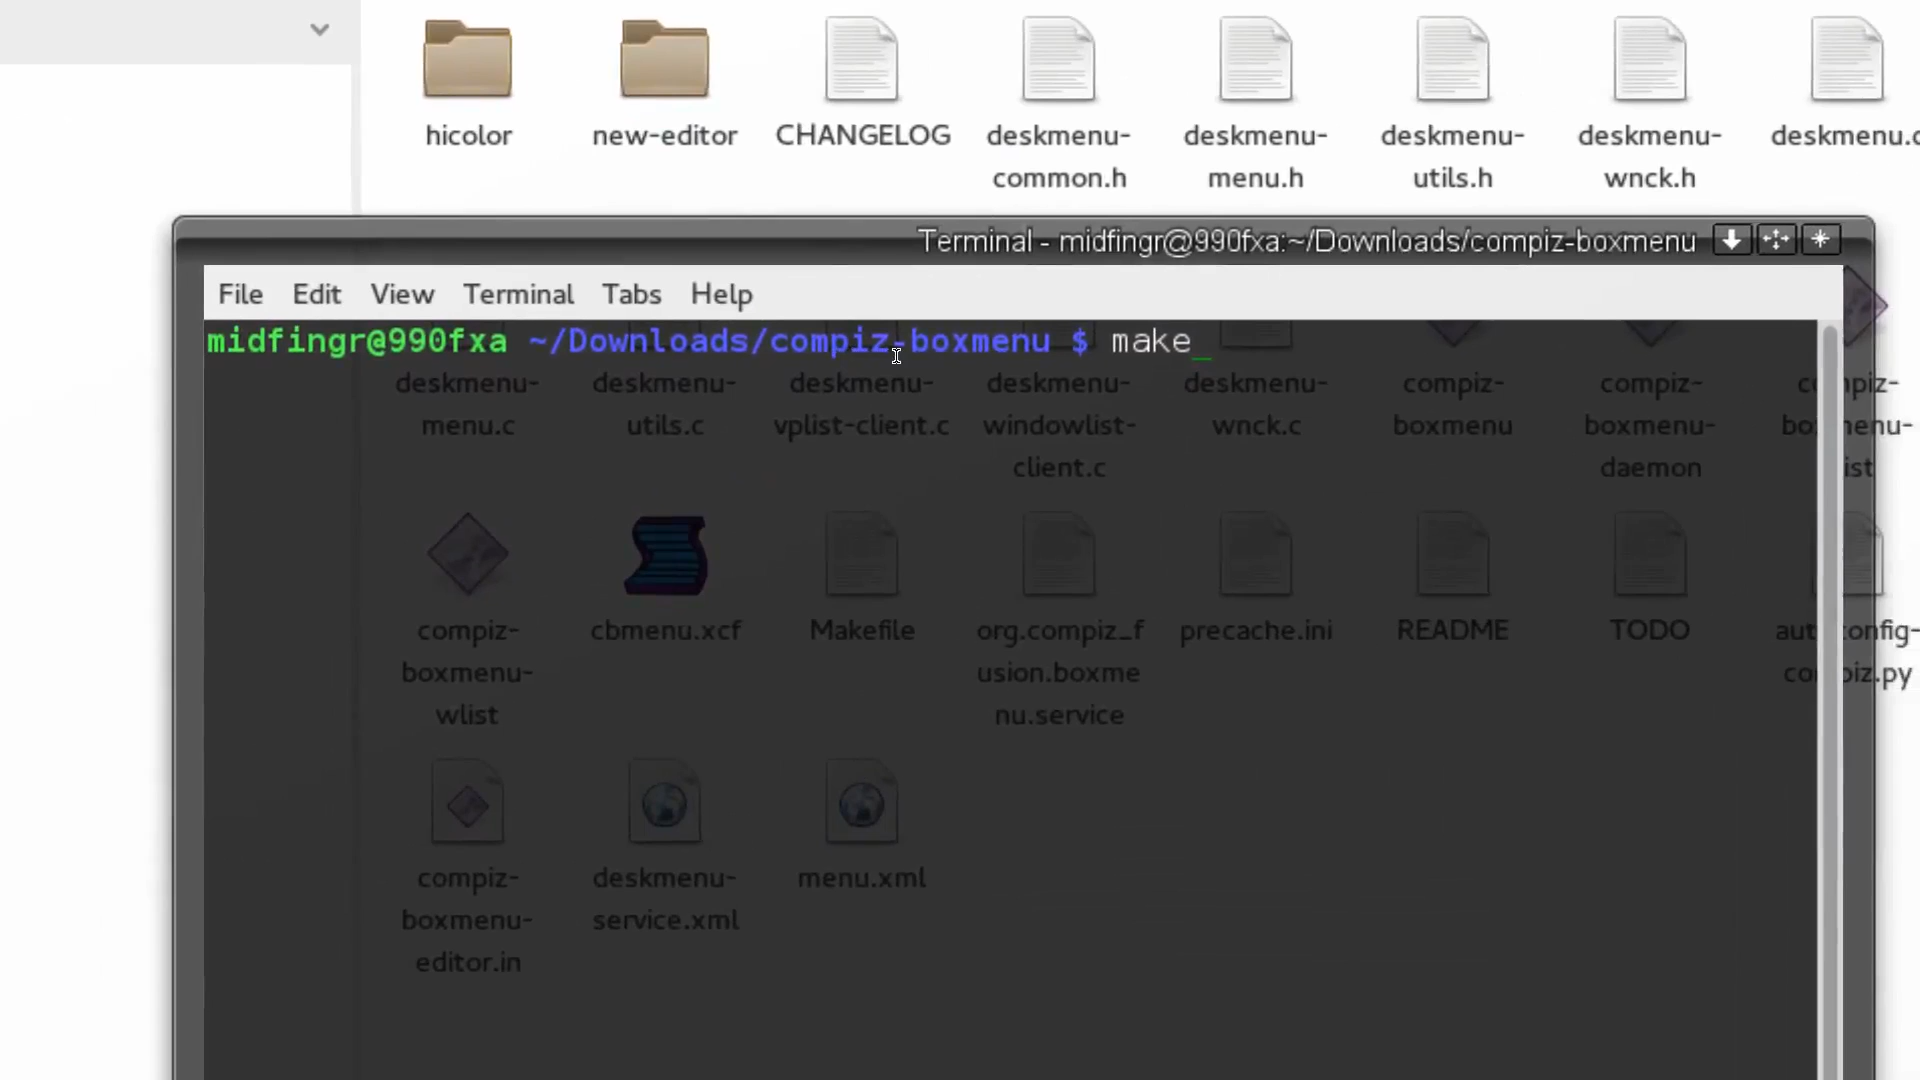 hicolor new-editor CHANGELOG deskmenu- deskmenu- deskmenu- deskmenu- deskmenu.c
common.h menu.h utils.h wnck.h
Terminal - midfingr@990fxa:~/Downloads/compiz-boxmenu
File Edit View Terminal Tabs Help
midfingr@990fxa ~/Downloads/compiz-boxmenu $ make
deskmenu- deskmenu- deskmenu- deskmenu- deskmenu- compiz- compiz-
menu.c utils.c vplist-client.c windowlist- wnck.c boxmenu boxmenu-
client.c daemon
compiz- cbmenu.xcf Makefile org.compiz_f precache.ini README TODO
boxmenu- usion.boxme
wlist nu.service
compiz- deskmenu- menu.xml
boxmenu- service.xml
editor.in